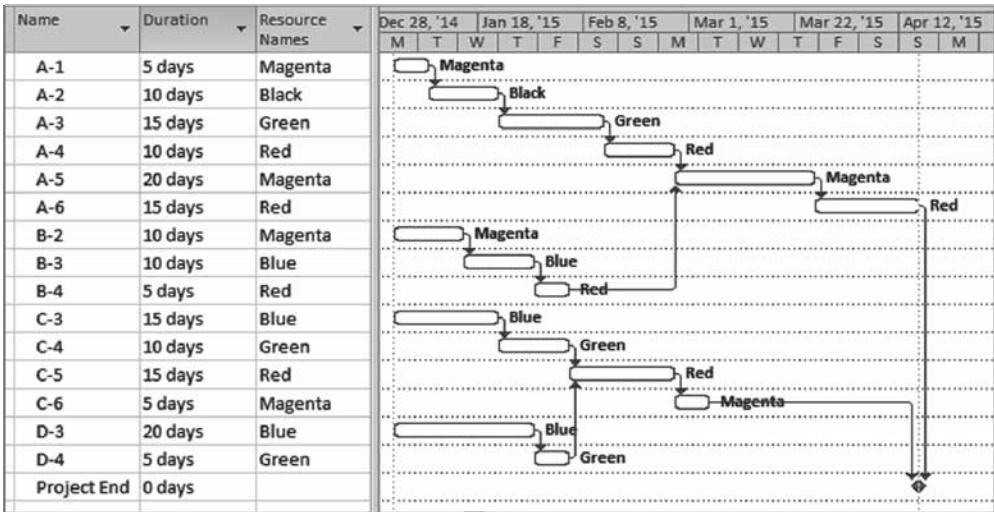 Name Duration Resource Names Dec 28, '14 Jan 18, '15 Feb 8, '15 Mar 1, '15 Mar 22, '15 Apr 12, '15
M T W T F S S M T W T F S S M
A-1 5 days Magenta Magenta
A-2 10 days Black Black
A-3 15 days Green Green
A-4 10 days Red Red
A-5 20 days Magenta Magenta
A-6 15 days Red Red
B-2 10 days Magenta Magenta
B-3 10 days Blue Blue
B-4 5 days Red Red
C-3 15 days Blue Blue
C-4 10 days Green Green
C-5 15 days Red Red
C-6 5 days Magenta Magenta
D-3 20 days Blue Blue
D-4 5 days Green Green
Project End 0 days